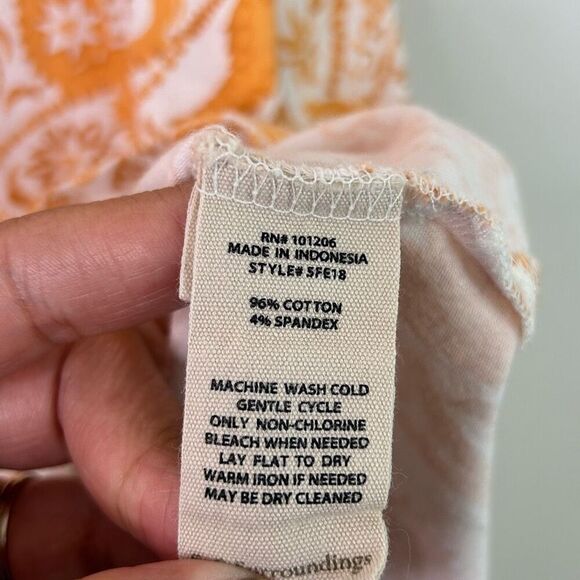 RN# 101206
MADE IN INDONESIA
STYLE# 5FE18
96% COTTON
4% SPANDEX
MACHINE WASH COLD
GENTLE CYCLE
ONLY NON-CHLORINE
BLEACH WHEN NEEDED
LAY FLAT TO DRY
WARM IRON IF NEEDED
MAY BE DRY CLEANED